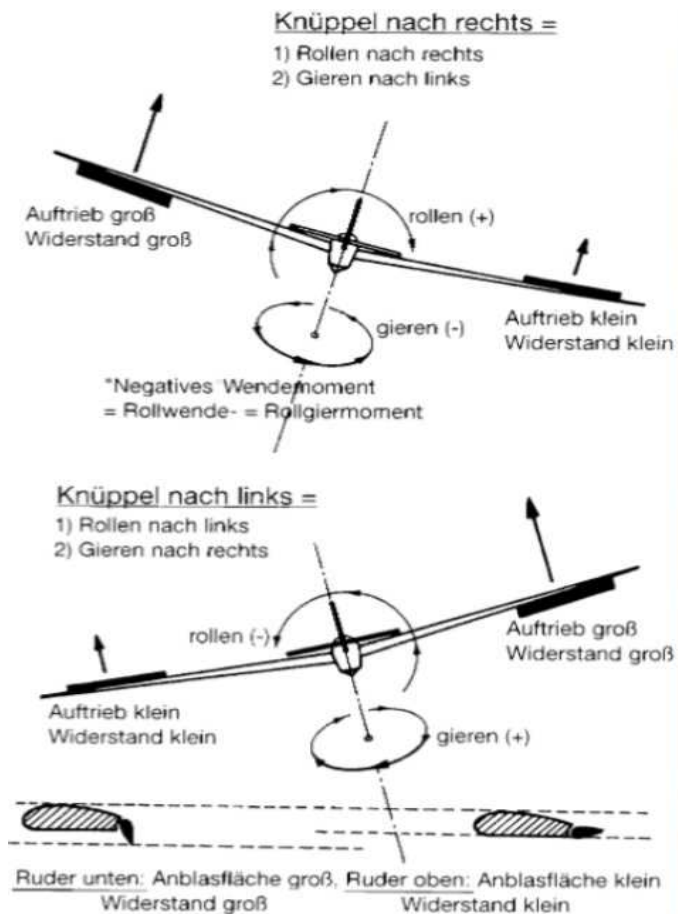 Knüppel nach rechts =
1) Rollen nach rechts
2) Gieren nach links
rollen (+)
Auftrieb groß
Widerstand groß
gieren (-)
Auftrieb klein
Widerstand klein
"Negatives" Wendemoment
= Rollwende- = Rollgiermoment
Knüppel nach links =
1) Rollen nach links
2) Gieren nach rechts
rollen (-)
Auftrieb groß
Widerstand groß
Auftrieb klein
Widerstand klein
gieren (+)
Ruder unten: Anblasfläche groß, Ruder oben: Anblasfläche klein
Widerstand groß Widerstand klein